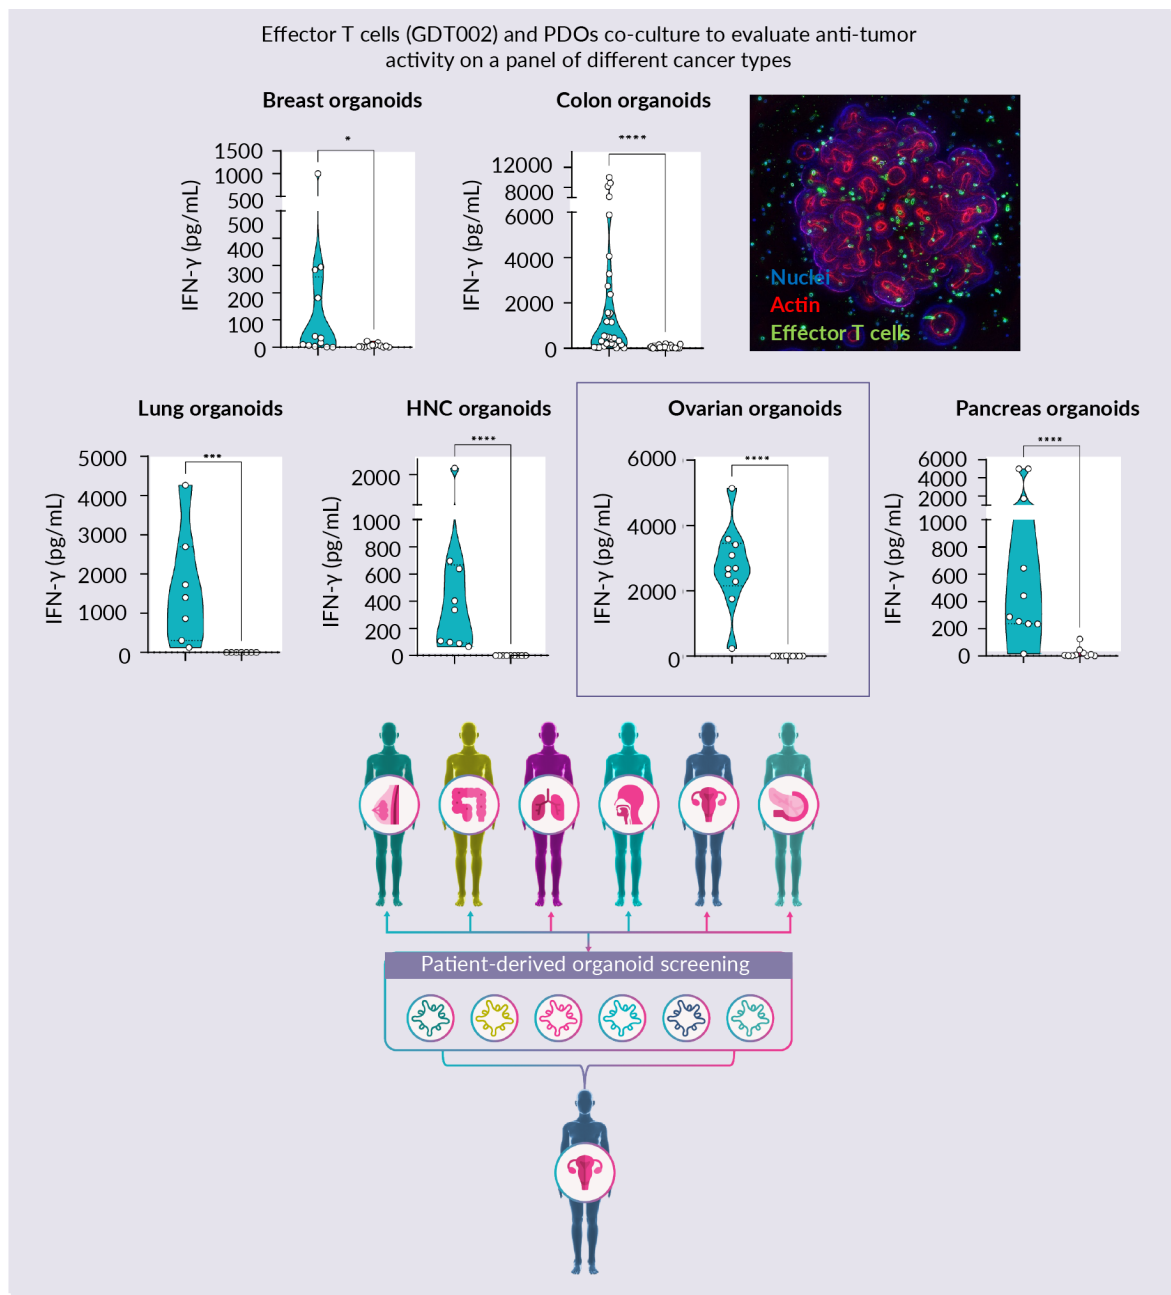 Effector T cells (GDT002) and PDOs co-culture to evaluate anti-tumor
activity on a panel of different cancer types
Breast organoids
IFN-γ (pg/mL)
1500
1000
500
500
400
300
200
100
0
*
Colon organoids
IFN-γ (pg/mL)
12000
8000
6000
4000
2000
0
****
Nuclei
Actin
Effector T cells
Lung organoids
IFN-γ (pg/mL)
5000
4000
3000
2000
1000
0
***
HNC organoids
IFN-γ (pg/mL)
2000
1000
800
600
400
200
0
****
Ovarian organoids
IFN-γ (pg/mL)
6000
4000
2000
0
****
Pancreas organoids
IFN-γ (pg/mL)
6000
4000
2000
1000
800
600
400
200
0
****
Patient-derived organoid screening